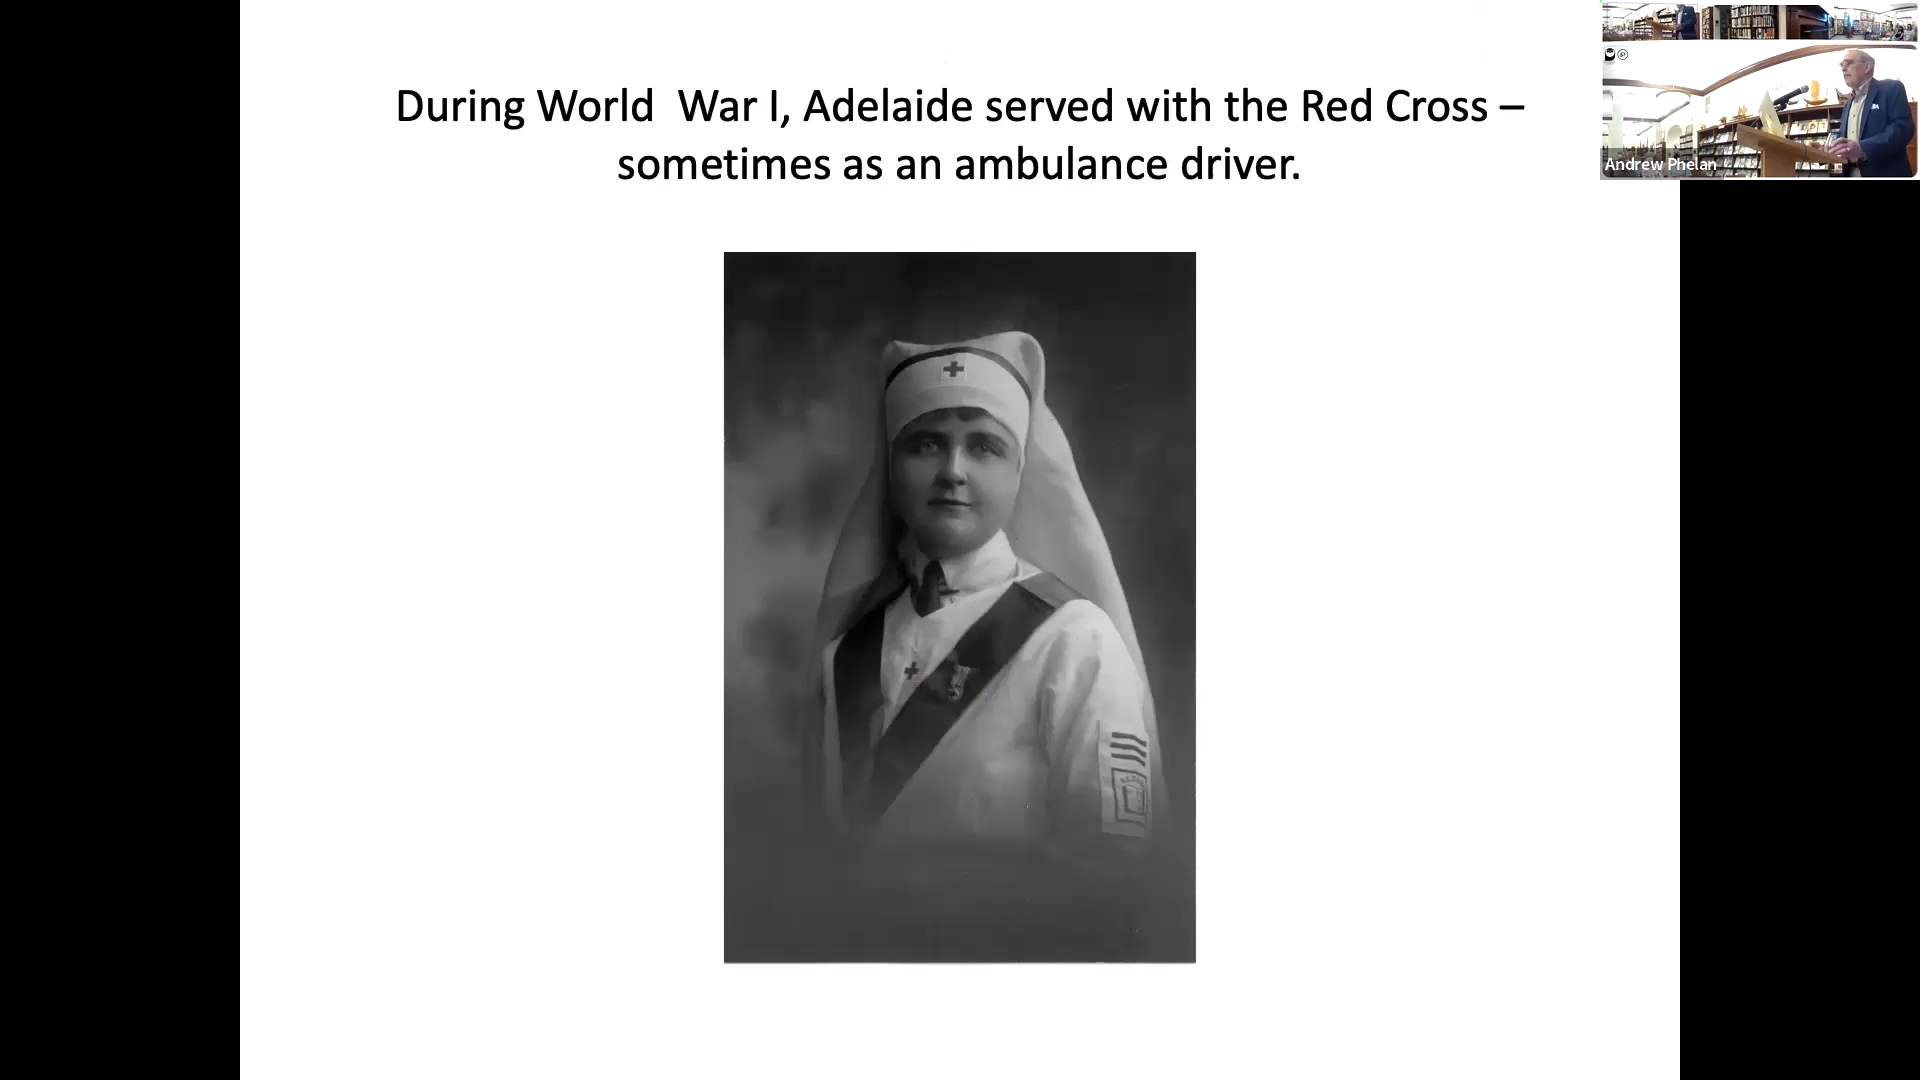 During World  War I, Adelaide served with the Red Cross –
sometimes as an ambulance driver.
Andrew Phelan